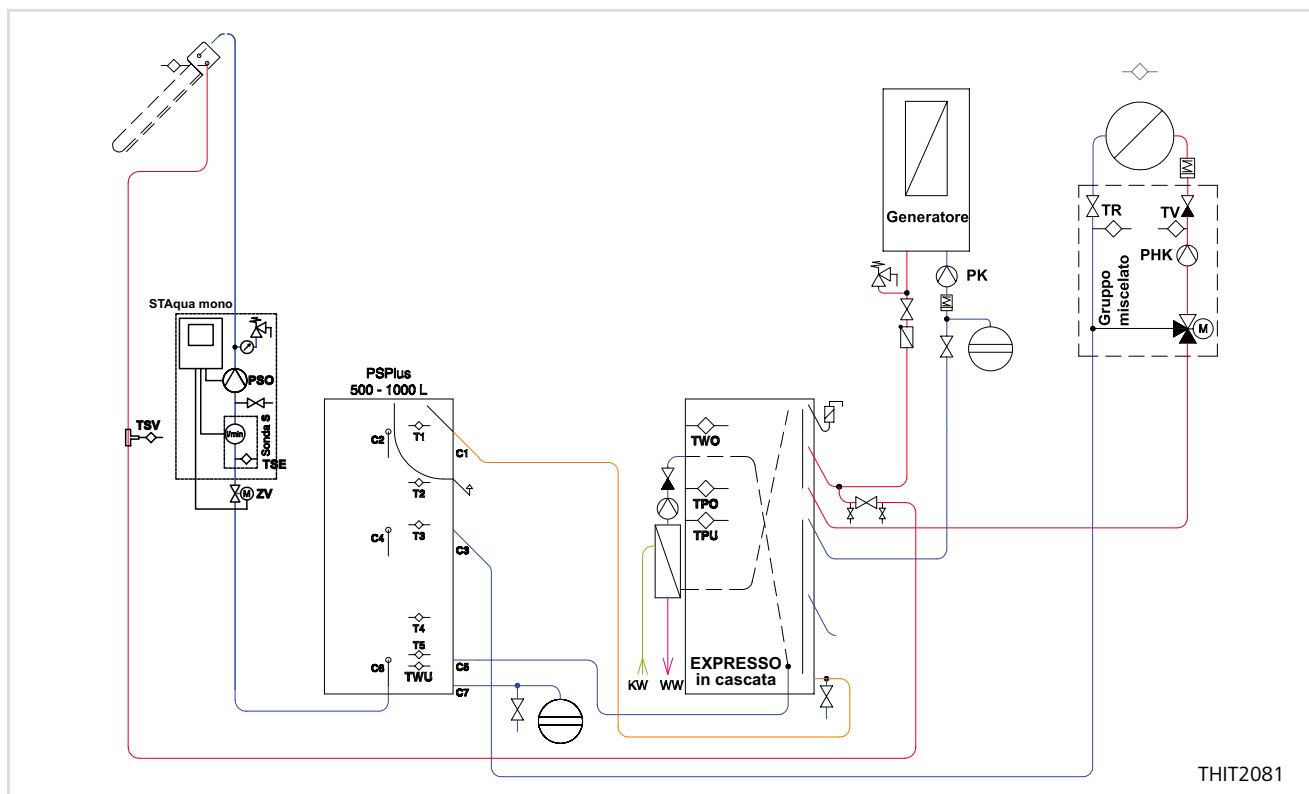 Generatore
PK
TR
TV
PHK
Gruppo
miscelato
M
STAqua mono
PSO
Sonda S
l/min
TSE
M
ZV
TSV
PSPlus
500 - 1000 L
C2
T1
C1
T2
C4
T3
C3
T4
T5
C6
TWU
C5
C7
TWO
TPO
TPU
KW
WW
EXPRESSO
in cascata
THIT2081